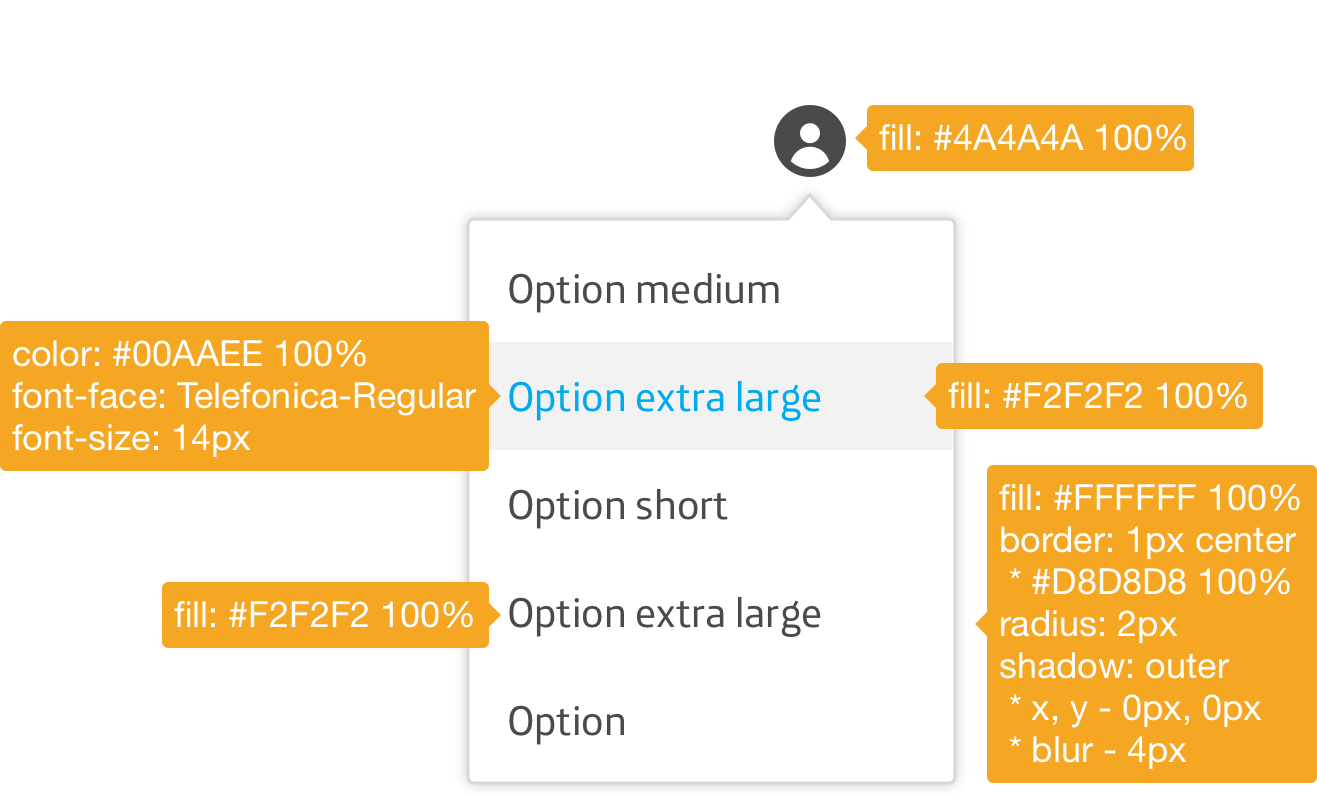 fill: #4A4A4A 100%
Option medium
color: #00AAEE 100%
font-face: Telefonica-Regular
font-size: 14px
Option extra large
fill: #F2F2F2 100%
Option short
fill: #FFFFFF 100%
border: 1px center
* #D8D8D8 100%
radius: 2px
shadow: outer
* x, y - 0px, 0px
* blur - 4px
fill: #F2F2F2 100%
Option extra large
Option